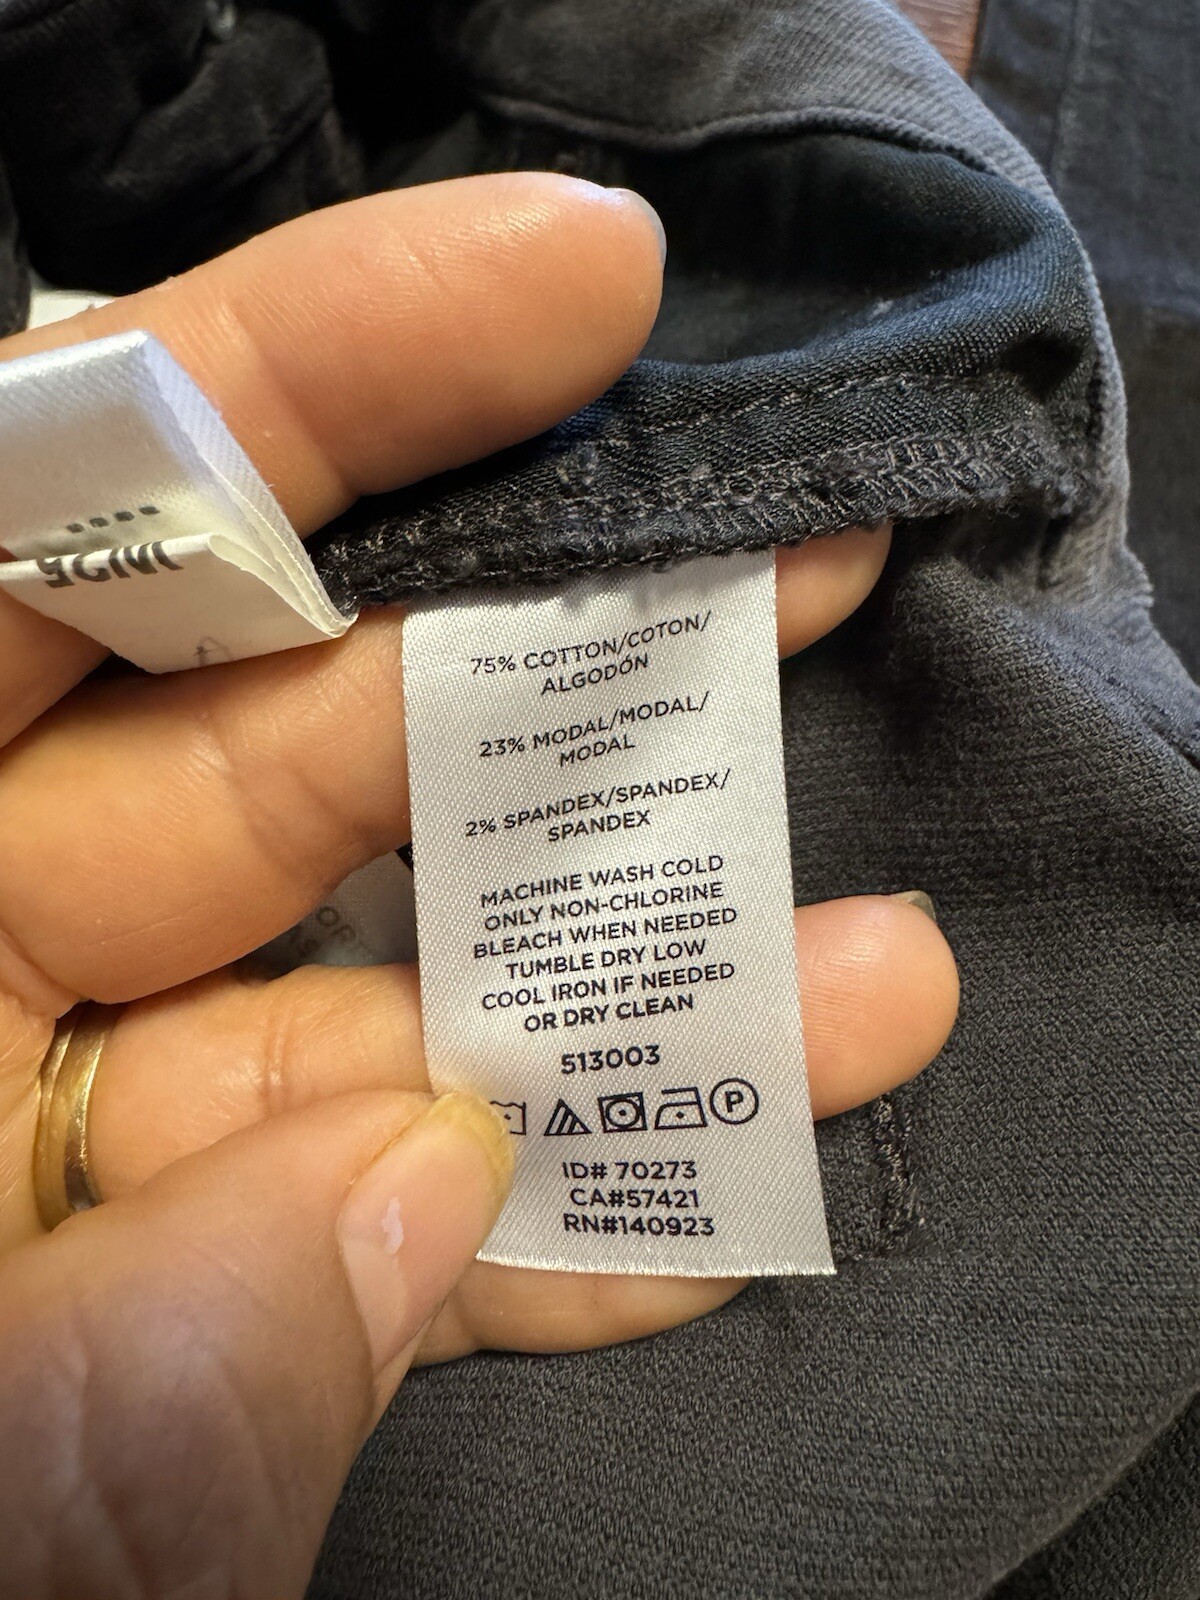 75% COTTON/COTON/
ALGODÓN
23% MODAL/MODAL/
MODAL
2% SPANDEX/SPANDEX/
SPANDEX
MACHINE WASH COLD
ONLY NON-CHLORINE
BLEACH WHEN NEEDED
TUMBLE DRY LOW
COOL IRON IF NEEDED
OR DRY CLEAN
513003
P
ID# 70273
CA#57421
RN#140923